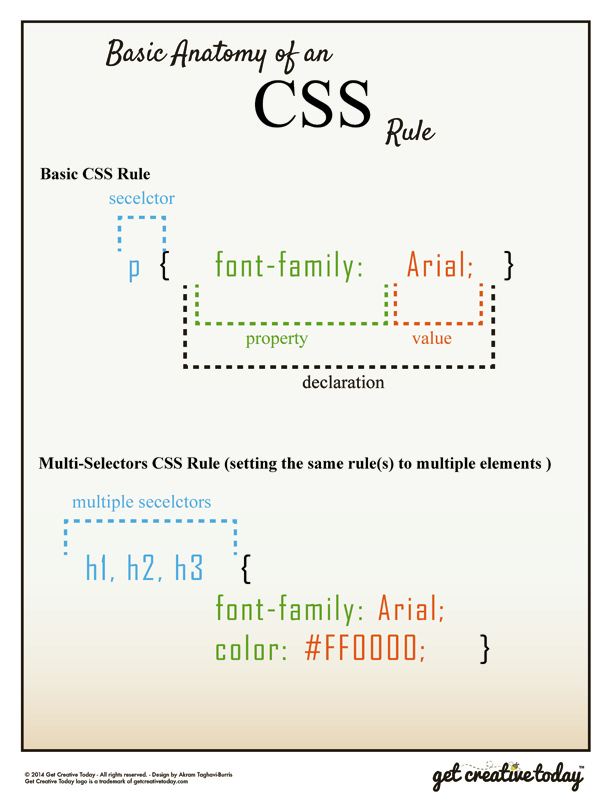 Basic Anatomy of an
CSS
Rule
Basic CSS Rule
secelctor
p { font-family: Arial; }
property value
declaration
Multi-Selectors CSS Rule (setting the same rule(s) to multiple elements )
multiple secelctors
h1, h2, h3 {
font-family: Arial;
color: #FF0000; }
© 2014 Get Creative Today - All rights reserved. - Design by Akram Taghavi-Burris
Get Creative Today logo is a trademark of getcreativetoday.com
get creative today™